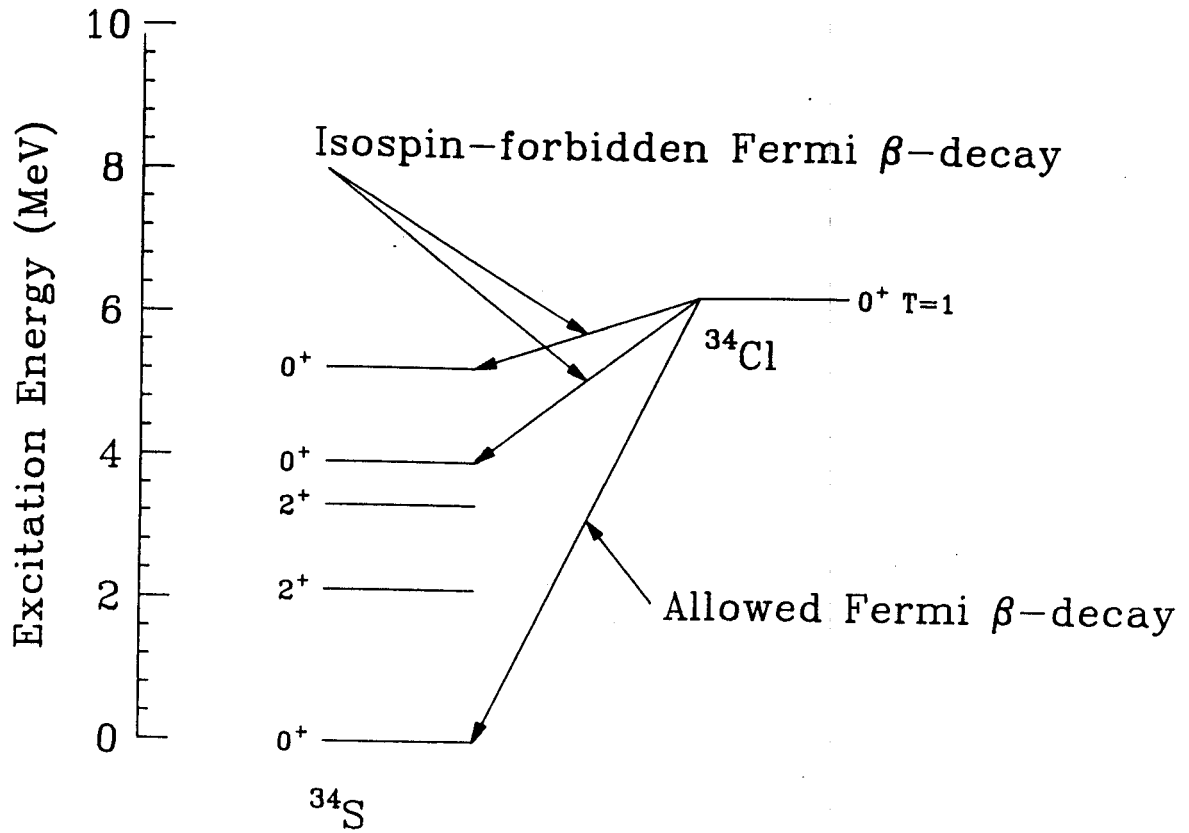 10
Isospin-forbidden Fermi β-decay
8
Excitation Energy (MeV)
6
0⁺ T=1
³⁴Cl
0⁺
4
0⁺
2⁺
2
2⁺
Allowed Fermi β-decay
0
0⁺
³⁴S